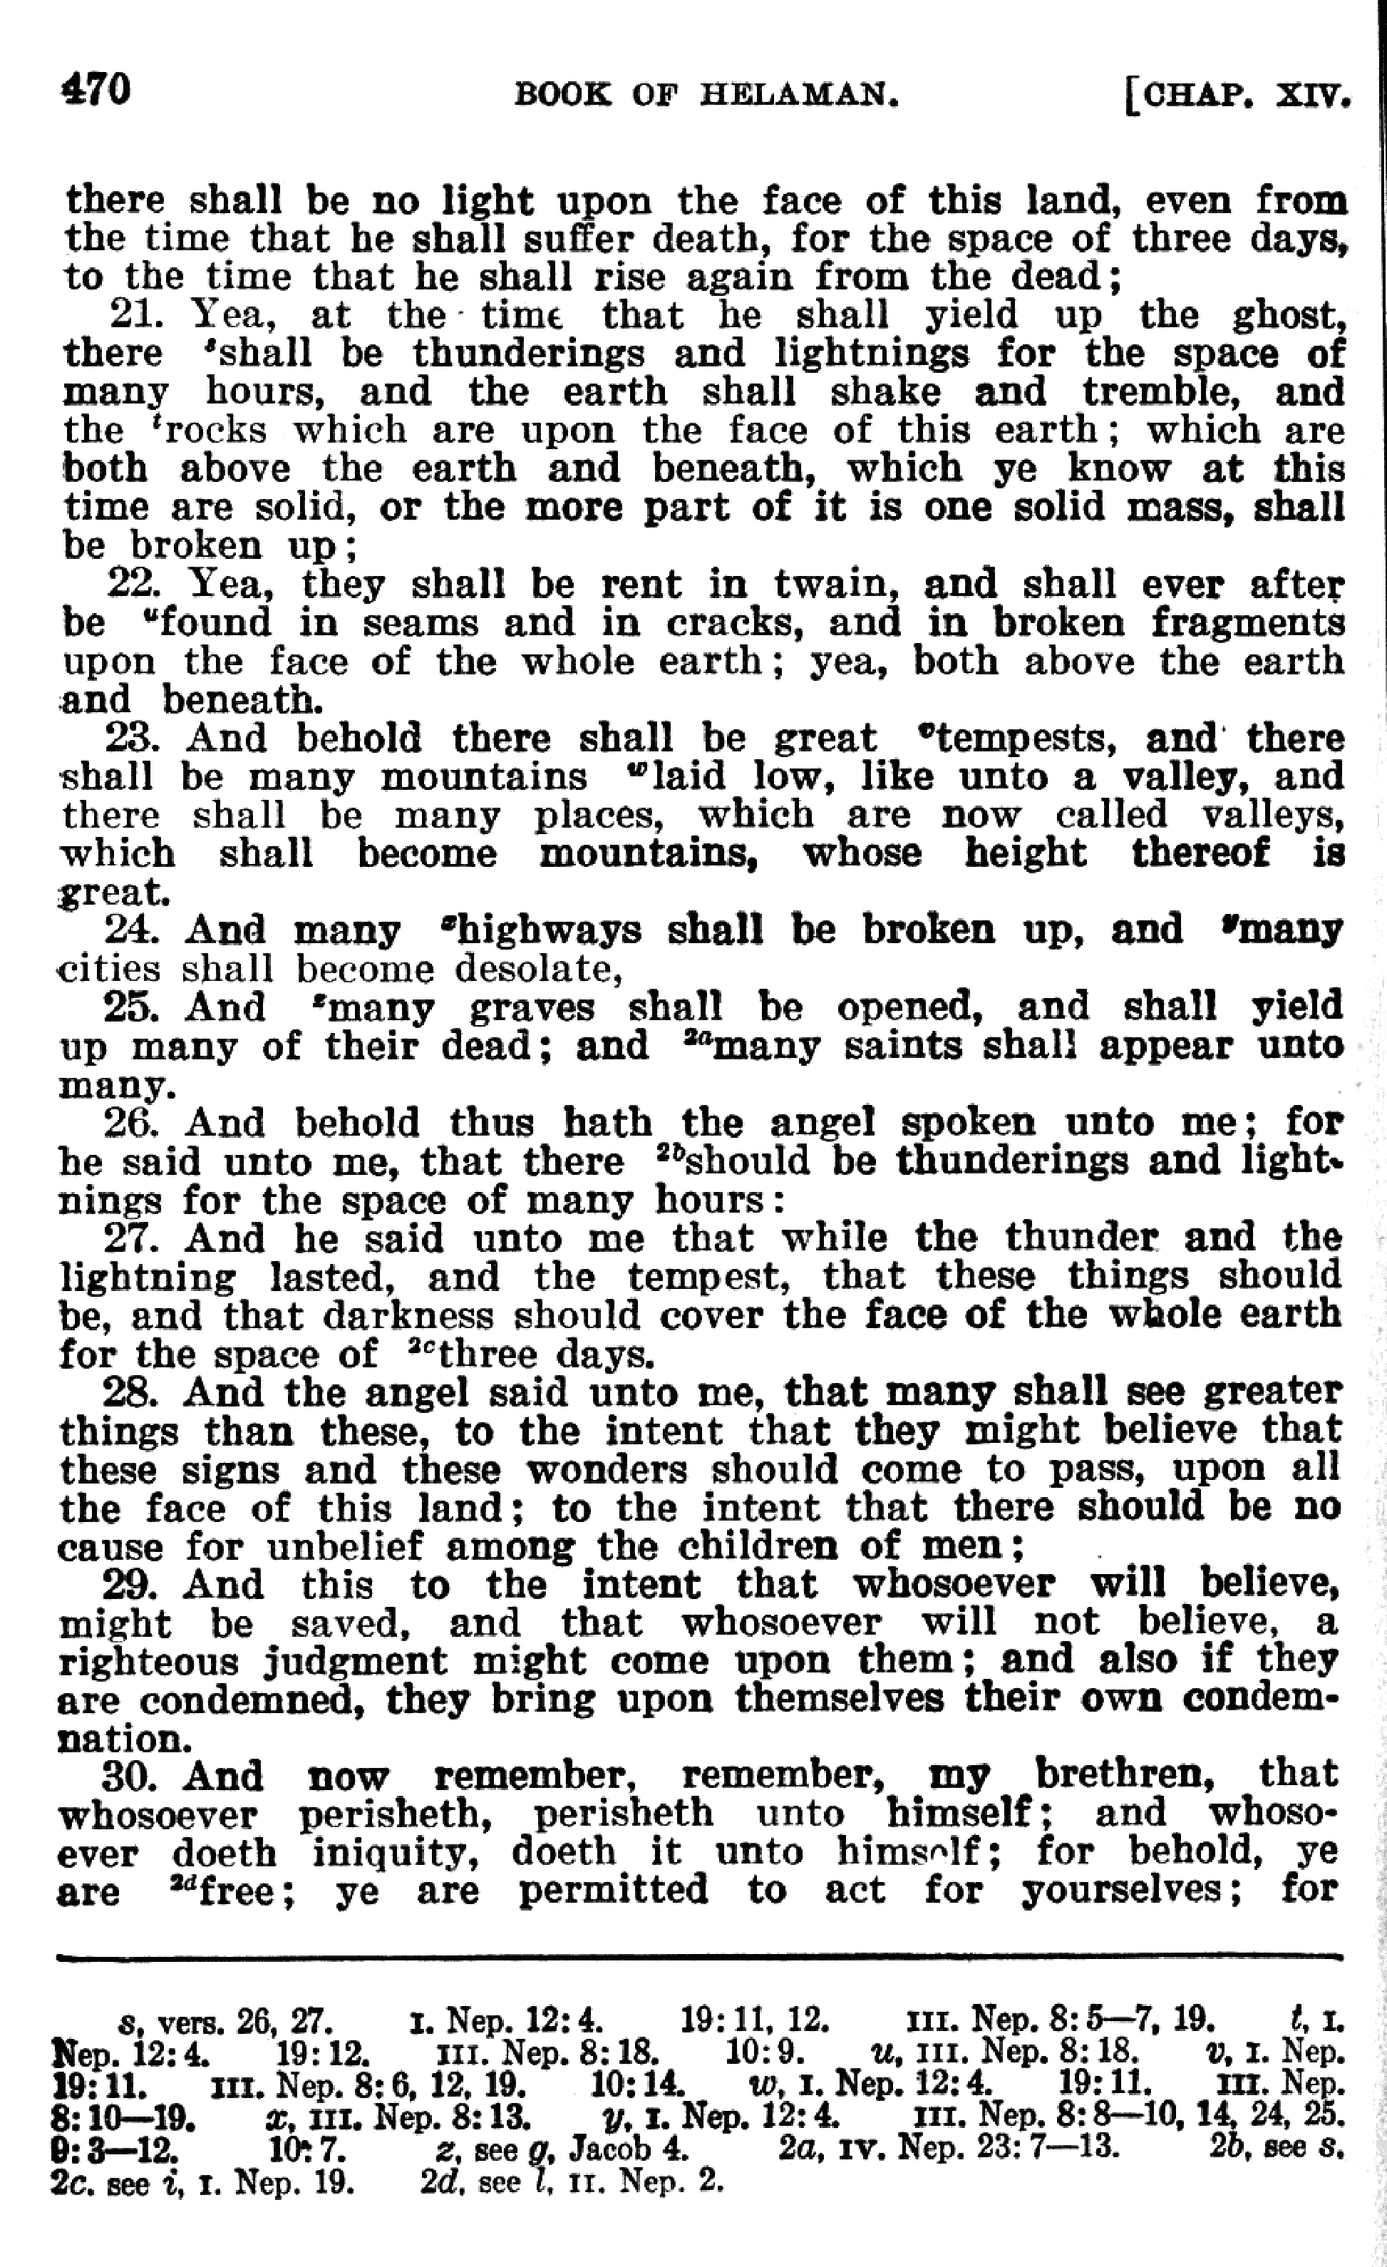 470 BOOK OF HELAMAN. [CHAP. XIV.
there shall be no light upon the face of this land, even from
the time that he shall suffer death, for the space of three days,
to the time that he shall rise again from the dead;
21. Yea, at the time that he shall yield up the ghost,
there ˢshall be thunderings and lightnings for the space of
many hours, and the earth shall shake and tremble, and
the ᵗrocks which are upon the face of this earth; which are
both above the earth and beneath, which ye know at this
time are solid, or the more part of it is one solid mass, shall
be broken up;
22. Yea, they shall be rent in twain, and shall ever after
be ᵘfound in seams and in cracks, and in broken fragments
upon the face of the whole earth; yea, both above the earth
and beneath.
23. And behold there shall be great ᵛtempests, and there
shall be many mountains ʷlaid low, like unto a valley, and
there shall be many places, which are now called valleys,
which shall become mountains, whose height thereof is
great.
24. And many ˣhighways shall be broken up, and ʸmany
cities shall become desolate,
25. And ᶻmany graves shall be opened, and shall yield
up many of their dead; and ²ᵃmany saints shall appear unto
many.
26. And behold thus hath the angel spoken unto me; for
he said unto me, that there ²ᵇshould be thunderings and light-
nings for the space of many hours:
27. And he said unto me that while the thunder and the
lightning lasted, and the tempest, that these things should
be, and that darkness should cover the face of the whole earth
for the space of ²ᶜthree days.
28. And the angel said unto me, that many shall see greater
things than these, to the intent that they might believe that
these signs and these wonders should come to pass, upon all
the face of this land; to the intent that there should be no
cause for unbelief among the children of men;
29. And this to the intent that whosoever will believe,
might be saved, and that whosoever will not believe, a
righteous judgment might come upon them; and also if they
are condemned, they bring upon themselves their own condem-
nation.
30. And now remember, remember, my brethren, that
whosoever perisheth, perisheth unto himself; and whoso-
ever doeth iniquity, doeth it unto himself; for behold, ye
are ²ᵈfree; ye are permitted to act for yourselves; for
s, vers. 26, 27. I. Nep. 12:4. 19:11, 12. III. Nep. 8:5—7, 19. t, I.
Nep. 12:4. 19:12. III. Nep. 8:18. 10:9. u, III. Nep. 8:18. v, I. Nep.
19:11. III. Nep. 8:6, 12, 19. 10:14. w, I. Nep. 12:4. 19:11. III. Nep.
8:10—19. x, III. Nep. 8:13. y, I. Nep. 12:4. III. Nep. 8:8—10, 14, 24, 25.
9:3—12. 10:7. z, see g, Jacob 4. 2a, IV. Nep. 23:7—13. 2b, see s.
2c. see i, I. Nep. 19. 2d, see l, II. Nep. 2.